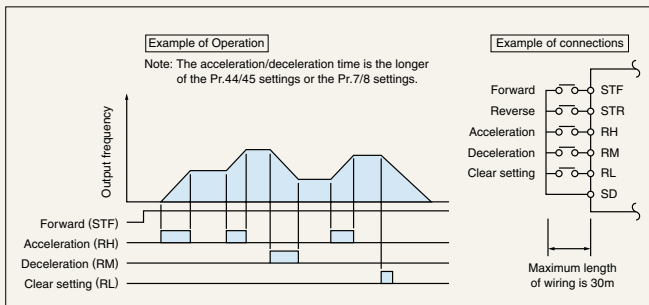 Example of Operation
Note: The acceleration/deceleration time is the longer
of the Pr.44/45 settings or the Pr.7/8 settings.
Output frequency
Forward (STF)
Acceleration (RH)
Deceleration (RM)
Clear setting (RL)
Example of connections
Forward STF
Reverse STR
Acceleration RH
Deceleration RM
Clear setting RL
SD
Maximum length
of wiring is 30m